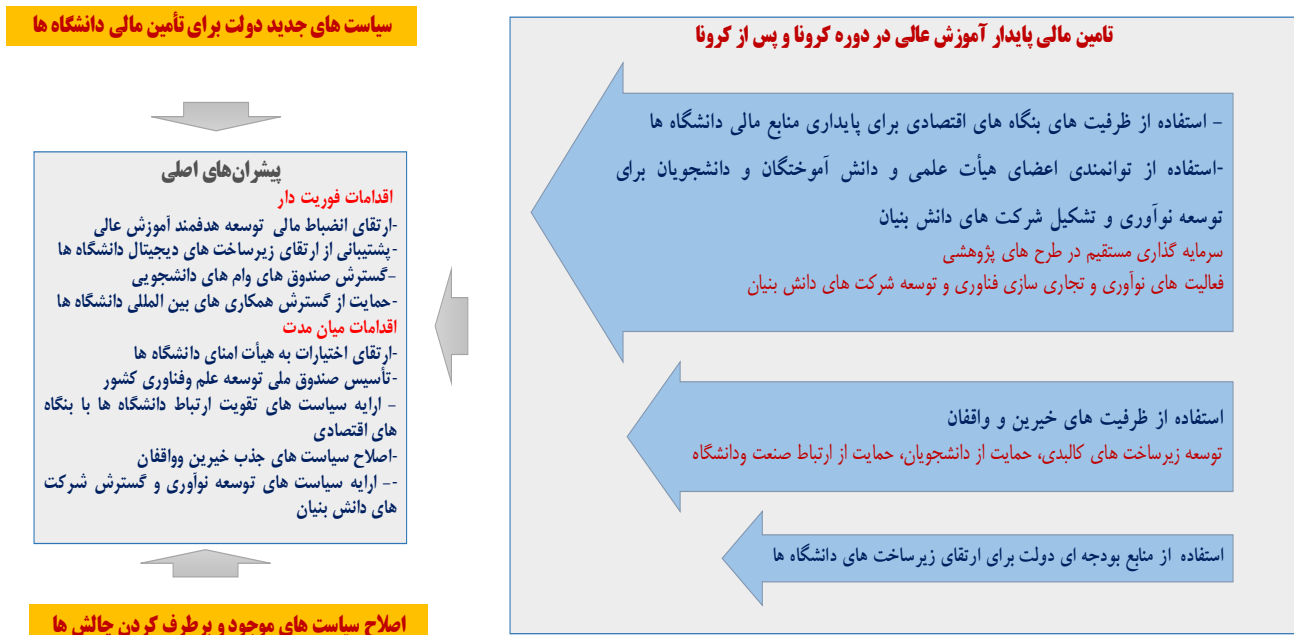 تامین مالی پایدار آموزش عالی در دوره کرونا و پس از کرونا
- استفاده از ظرفیت های بنگاه های اقتصادی برای پایداری منابع مالی دانشگاه ها
-استفاده از توانمندی اعضای هیأت علمی و دانش آموختگان و دانشجویان برای
توسعه نوآوری و تشکیل شرکت های دانش بنیان
سرمایه گذاری مستقیم در طرح های پژوهشی
فعالیت های نوآوری و تجاری سازی فناوری و توسعه شرکت های دانش بنیان
استفاده از ظرفیت های خیرین و واقفان
توسعه زیرساخت های کالبدی، حمایت از دانشجویان، حمایت از ارتباط صنعت ودانشگاه
استفاده از منابع بودجه ای دولت برای ارتقای زیرساخت های دانشگاه ها
سیاست های جدید دولت برای تأمین مالی دانشگاه ها
پیشران‌های اصلی
اقدامات فوریت دار
-ارتقای انضباط مالی توسعه هدفمند آموزش عالی
-پشتیبانی از ارتقای زیرساخت های دیجیتال دانشگاه ها
-گسترش صندوق های وام های دانشجویی
-حمایت از گسترش همکاری های بین المللی دانشگاه ها
اقدامات میان مدت
-ارتقای اختیارات به هیأت امنای دانشگاه ها
-تأسیس صندوق ملی توسعه علم وفناوری کشور
- ارایه سیاست های تقویت ارتباط دانشگاه ها با بنگاه
های اقتصادی
-اصلاح سیاست های جذب خیرین وواقفان
-- ارایه سیاست های توسعه نوآوری و گسترش شرکت
های دانش بنیان
اصلاح سیاست های موجود و برطرف کردن چالش ها